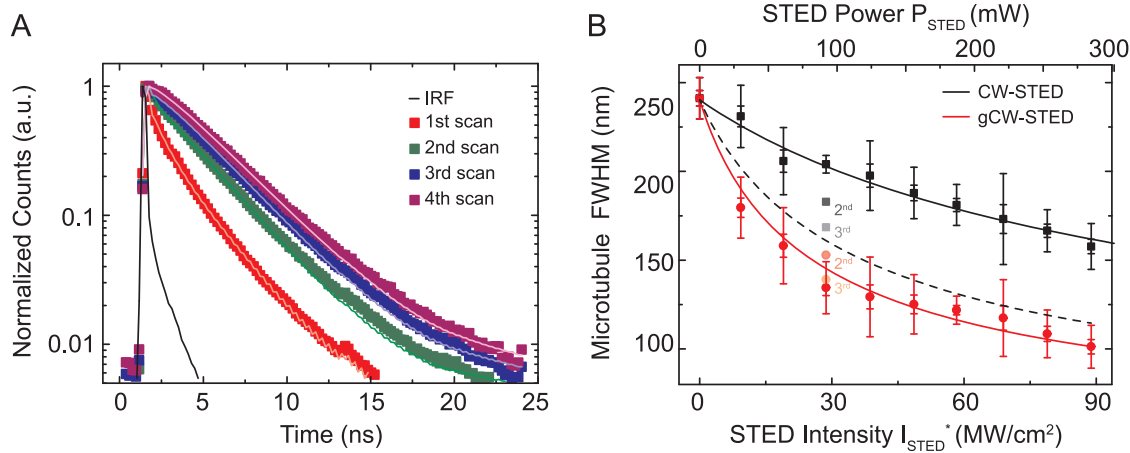 A
Normalized Counts (a.u.)
1
0.1
0.01
IRF
1st scan
2nd scan
3rd scan
4th scan
0 5 10 15 20 25
Time (ns)
B
STED Power P_STED (mW)
0 100 200 300
Microtubule FWHM (nm)
250
200
150
100
CW-STED
gCW-STED
2nd
3rd
2nd
3rd
0 30 60 90
STED Intensity I_STED* (MW/cm²)